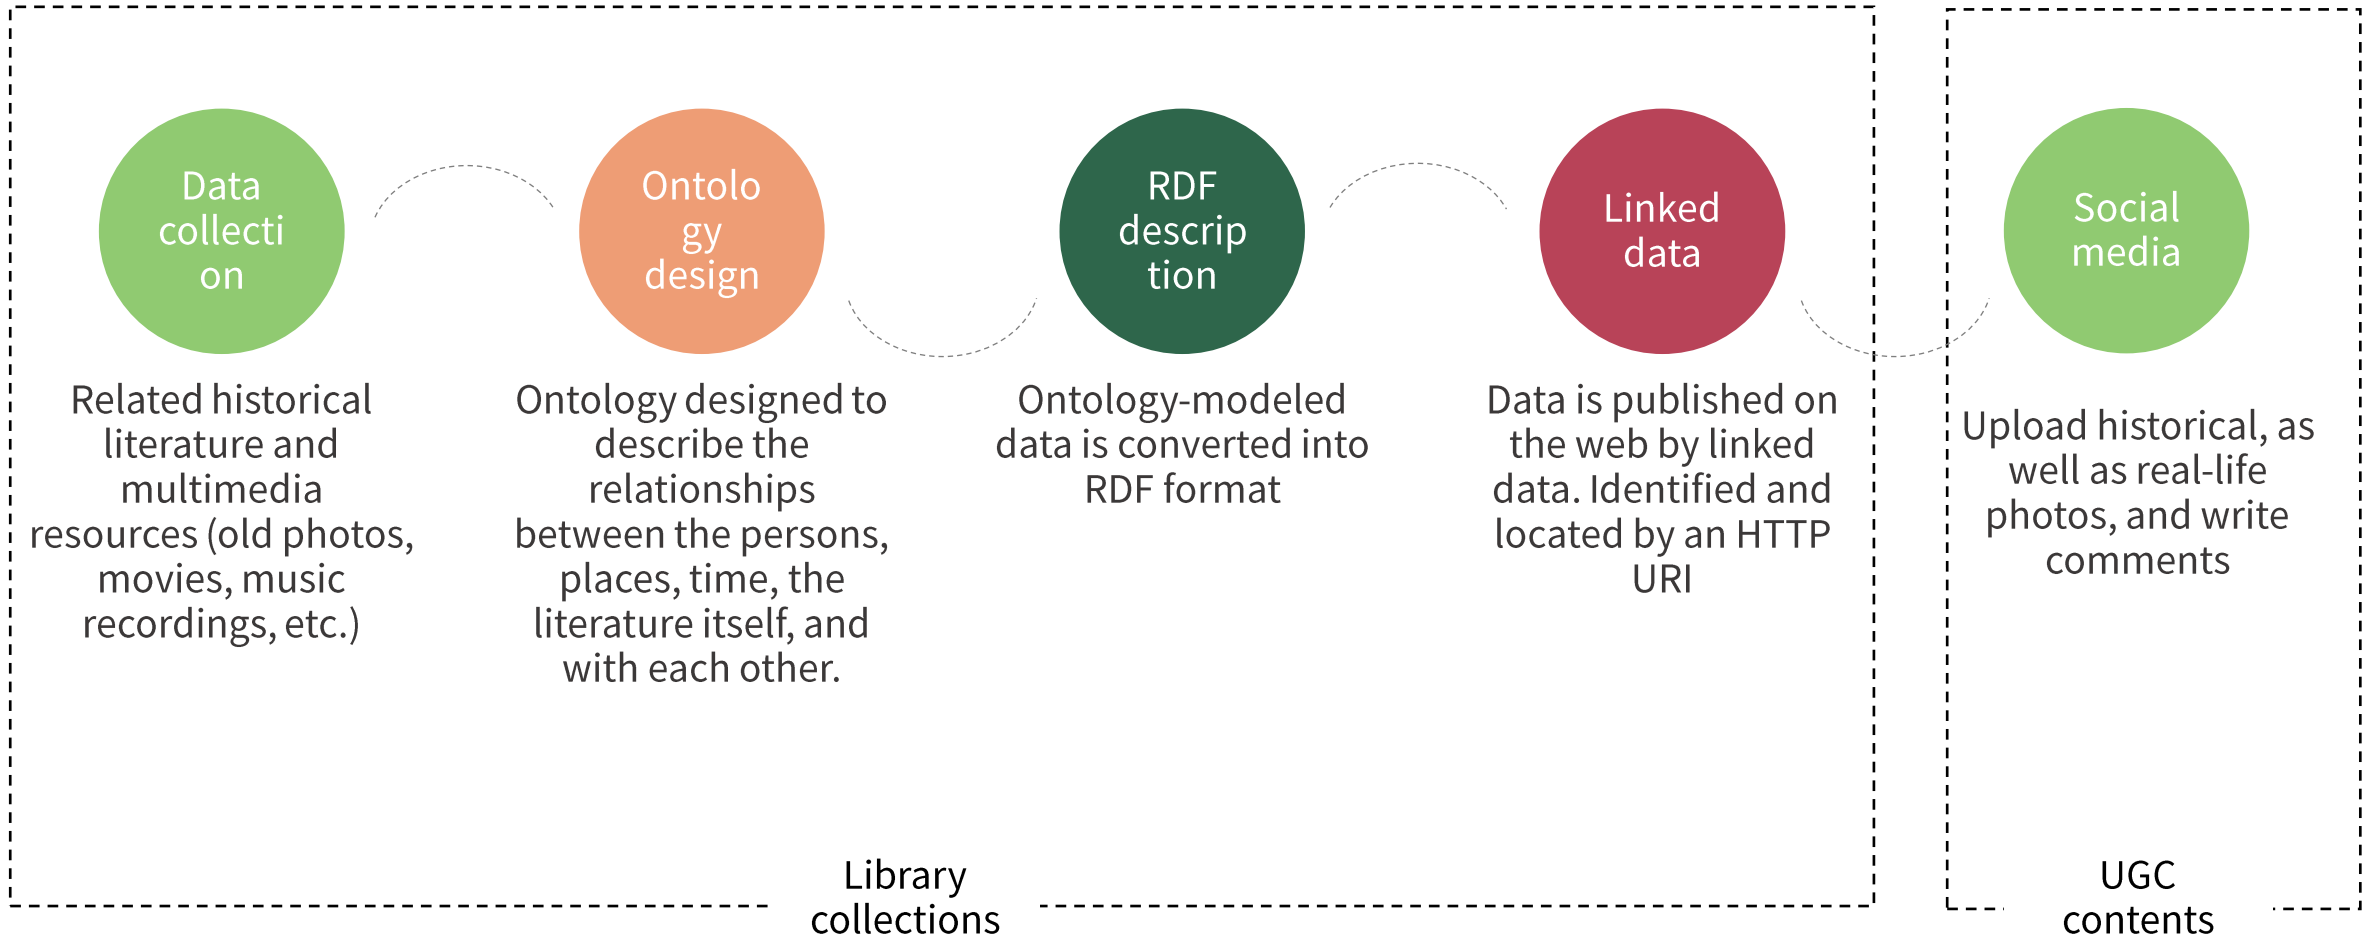 Data
collecti
on
Ontolo
gy
design
RDF
descrip
tion
Linked
data
Social
media
Related historical
literature and
multimedia
resources (old photos,
movies, music
recordings, etc.)
Ontology designed to
describe the
relationships
between the persons,
places, time, the
literature itself, and
with each other.
Ontology-modeled
data is converted into
RDF format
Data is published on
the web by linked
data. Identified and
located by an HTTP
URI
Upload historical, as
well as real-life
photos, and write
comments
Library
collections
UGC
contents